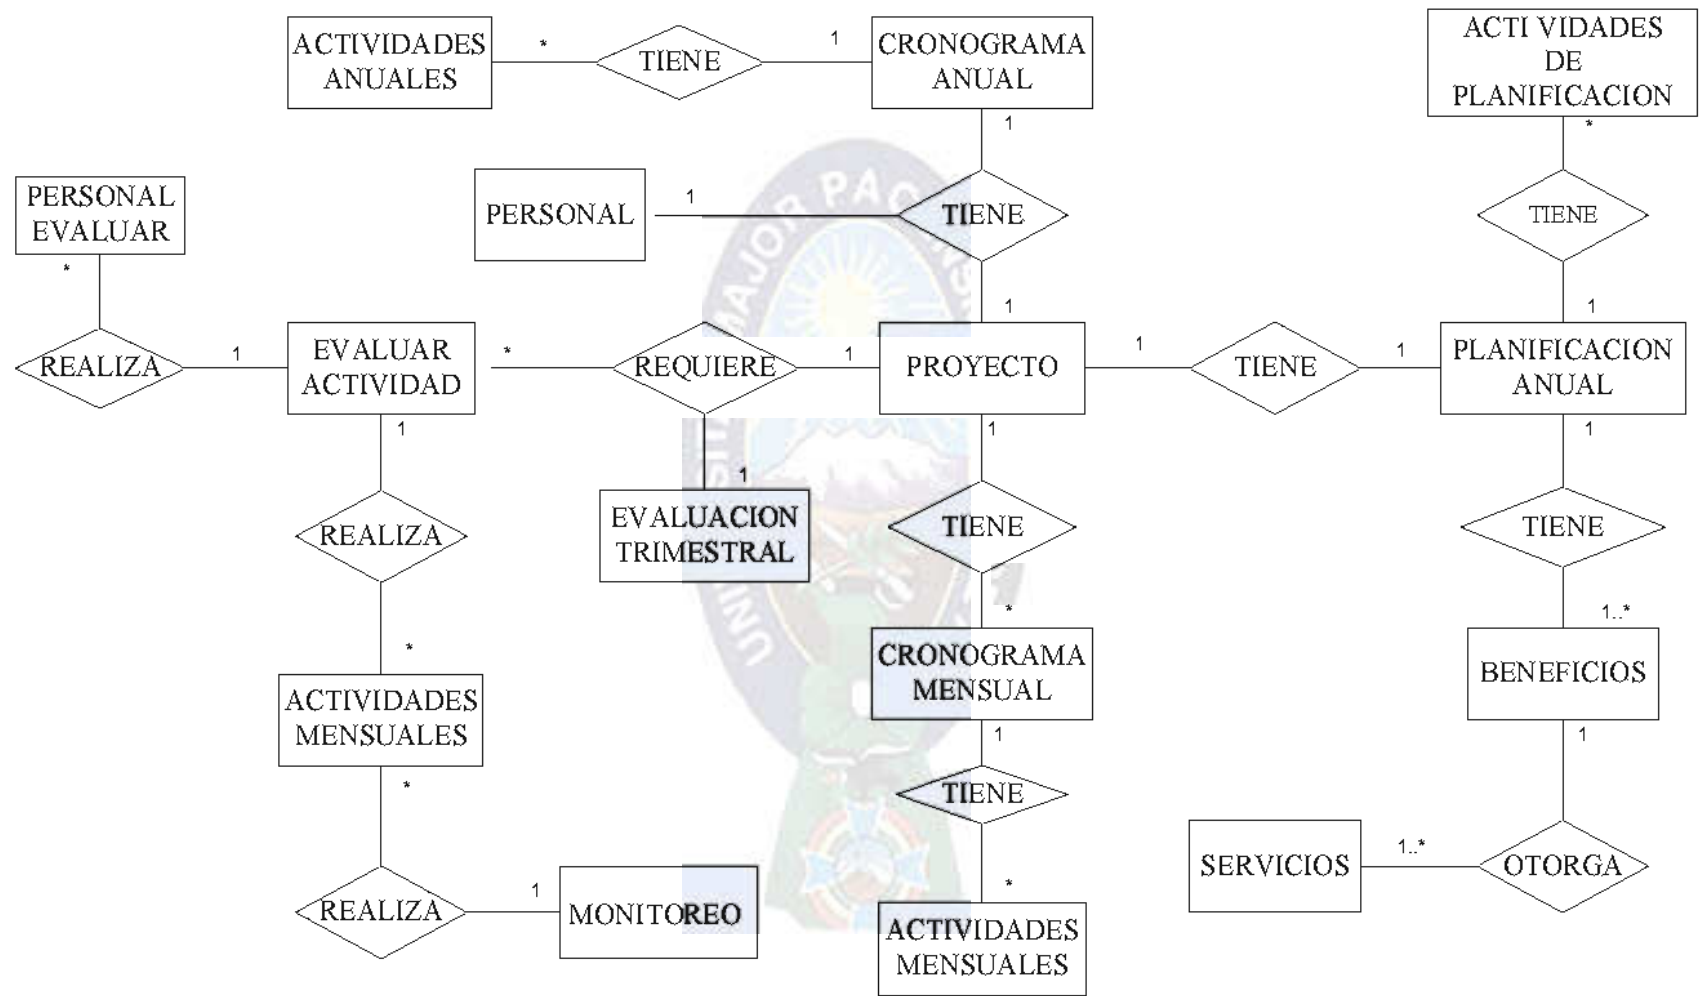 ACTIVIDADES
ANUALES
*
TIENE
1
CRONOGRAMA
ANUAL
ACTI VIDADES
DE
PLANIFICACION
1
*
PERSONAL
EVALUAR
PERSONAL
1
TIENE
TIENE
*
1
1
REALIZA
1
EVALUAR
ACTIVIDAD
*
REQUIERE
1
PROYECTO
1
TIENE
1
PLANIFICACION
ANUAL
1
1
1
1
EVALUACION
TRIMESTRAL
REALIZA
TIENE
TIENE
*
*
1..*
ACTIVIDADES
MENSUALES
CRONOGRAMA
MENSUAL
BENEFICIOS
*
1
1
TIENE
SERVICIOS
1..*
OTORGA
REALIZA
1
MONITOREO
*
ACTIVIDADES
MENSUALES